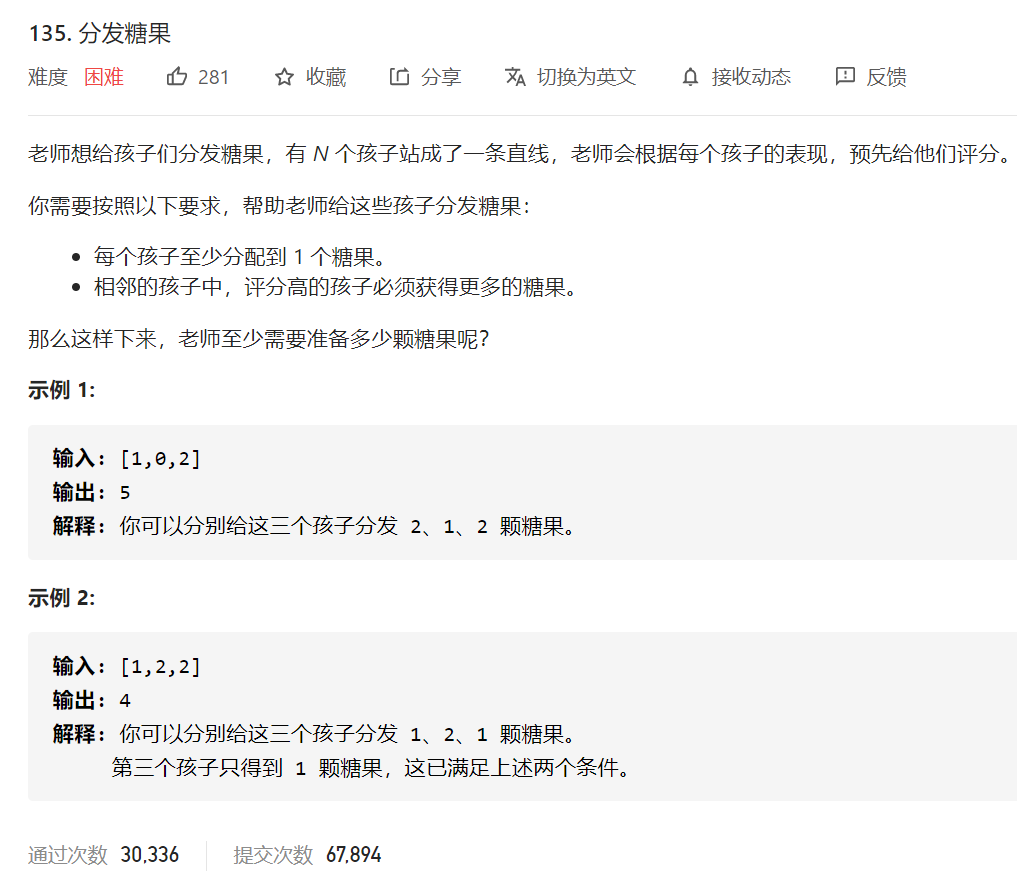 135. 分发糖果
难度 困难 281 收藏 分享 切换为英文 接收动态 反馈
老师想给孩子们分发糖果，有 N 个孩子站成了一条直线，老师会根据每个孩子的表现，预先给他们评分。
你需要按照以下要求，帮助老师给这些孩子分发糖果：
• 每个孩子至少分配到 1 个糖果。
• 相邻的孩子中，评分高的孩子必须获得更多的糖果。
那么这样下来，老师至少需要准备多少颗糖果呢？
示例 1:
输入: [1,0,2]
输出: 5
解释: 你可以分别给这三个孩子分发 2、1、2 颗糖果。
示例 2:
输入: [1,2,2]
输出: 4
解释: 你可以分别给这三个孩子分发 1、2、1 颗糖果。
第三个孩子只得到 1 颗糖果，这已满足上述两个条件。
通过次数 30,336 提交次数 67,894